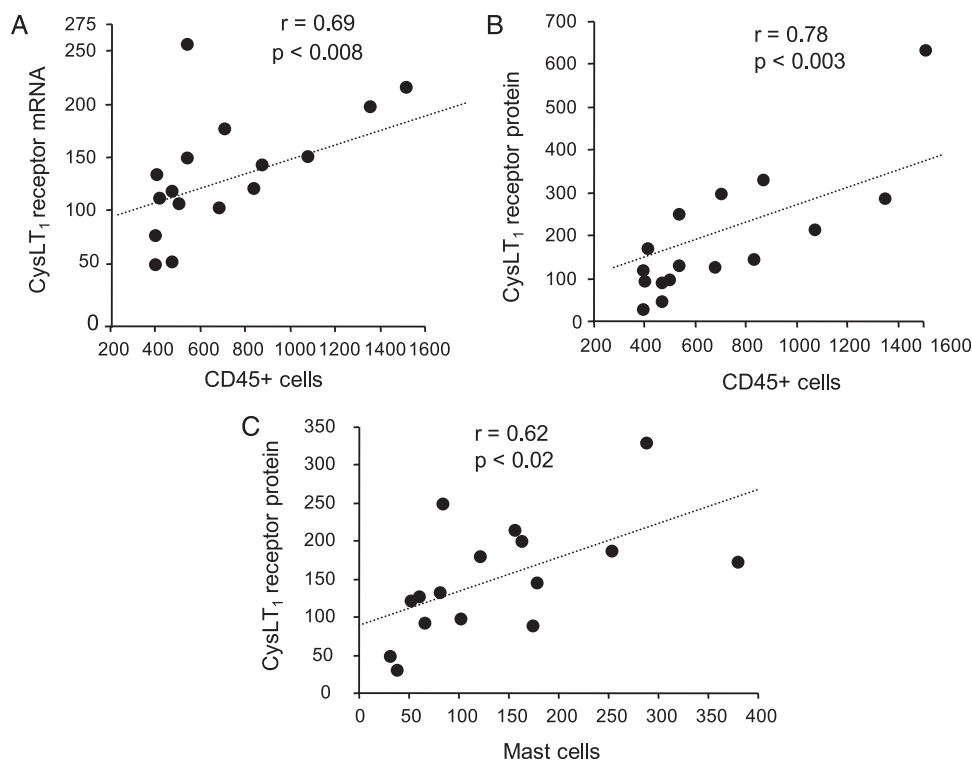 A
r = 0.69
p < 0.008
CysLT1 receptor mRNA
275
250
200
150
100
50
0
200 400 600 800 1000 1200 1400 1600
CD45+ cells
B
r = 0.78
p < 0.003
CysLT1 receptor protein
700
600
500
400
300
200
100
0
200 400 600 800 1000 1200 1400 1600
CD45+ cells
C
r = 0.62
p < 0.02
CysLT1 receptor protein
350
300
250
200
150
100
50
0
0 50 100 150 200 250 300 350 400
Mast cells